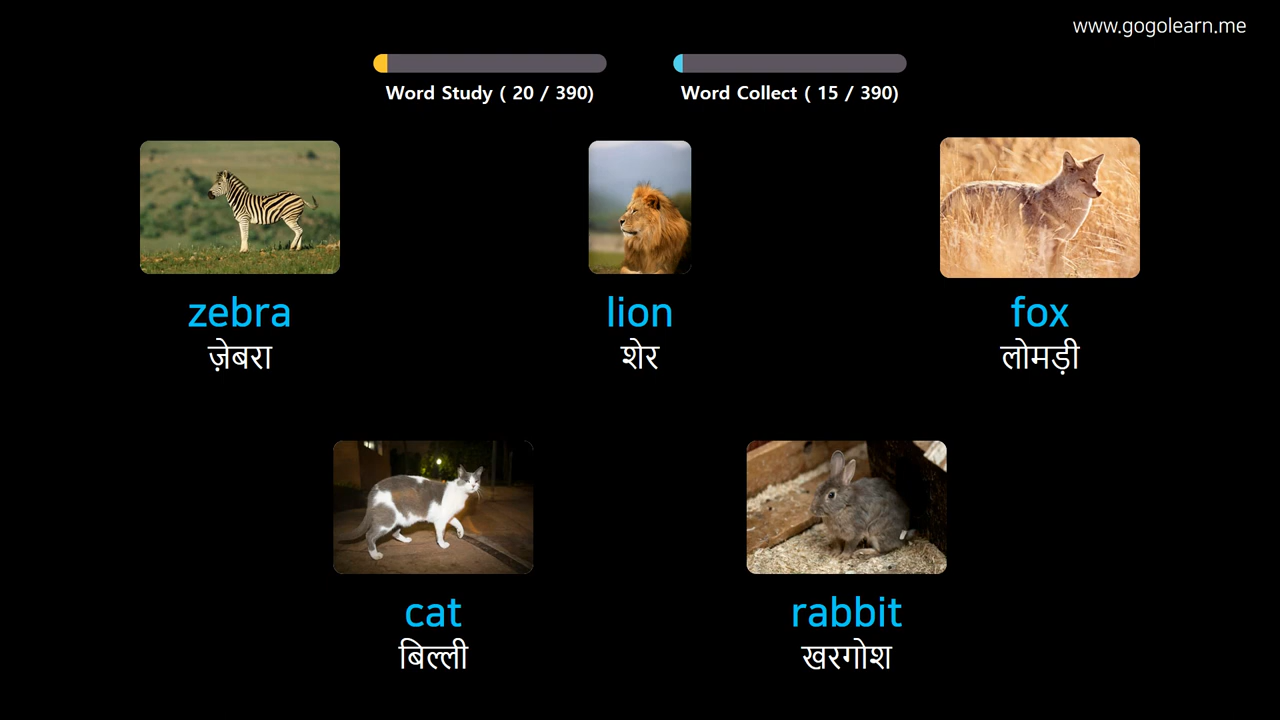 www.gogolearn.me
Word Study ( 20 / 390)
Word Collect ( 15 / 390)
zebra
ज़ेबरा
lion
शेर
fox
लोमड़ी
cat
बिल्ली
rabbit
खरगोश